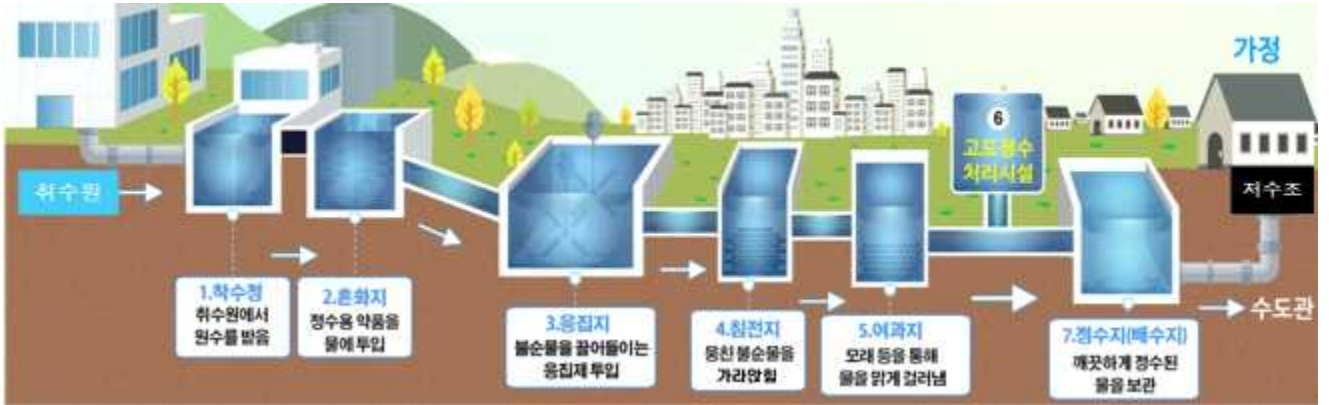 가정
6
고도정수
처리시설
취수원
저수조
1.착수정
취수원에서
원수를 받음
2.혼화지
정수용 약품을
물에 투입
3.응집지
불순물을 끌어들이는
응집제 투입
4.침전지
뭉친 불순물을
가라앉힘
5.여과지
모래 등을 통해
물을 맑게 걸러냄
7.정수지(배수지)
깨끗하게 정수된
물을 보관
수도관